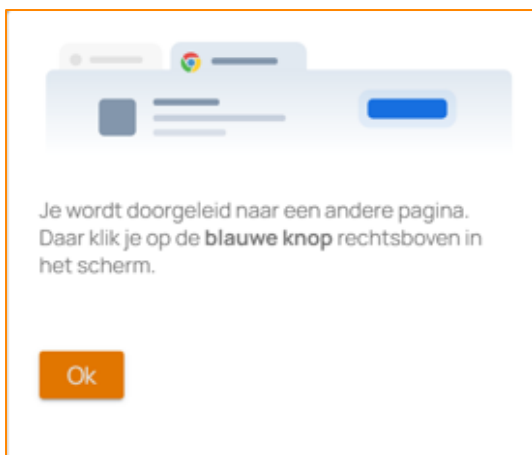 Je wordt doorgeleid naar een andere pagina.
Daar klik je op de blauwe knop rechtsboven in
het scherm.
Ok